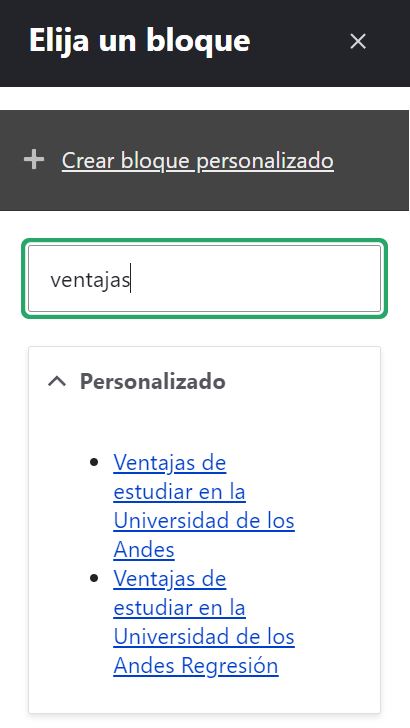 Elija un bloque
Crear bloque personalizado
ventajas
Personalizado
Ventajas de
estudiar en la
Universidad de los
Andes
Ventajas de
estudiar en la
Universidad de los
Andes Regresión